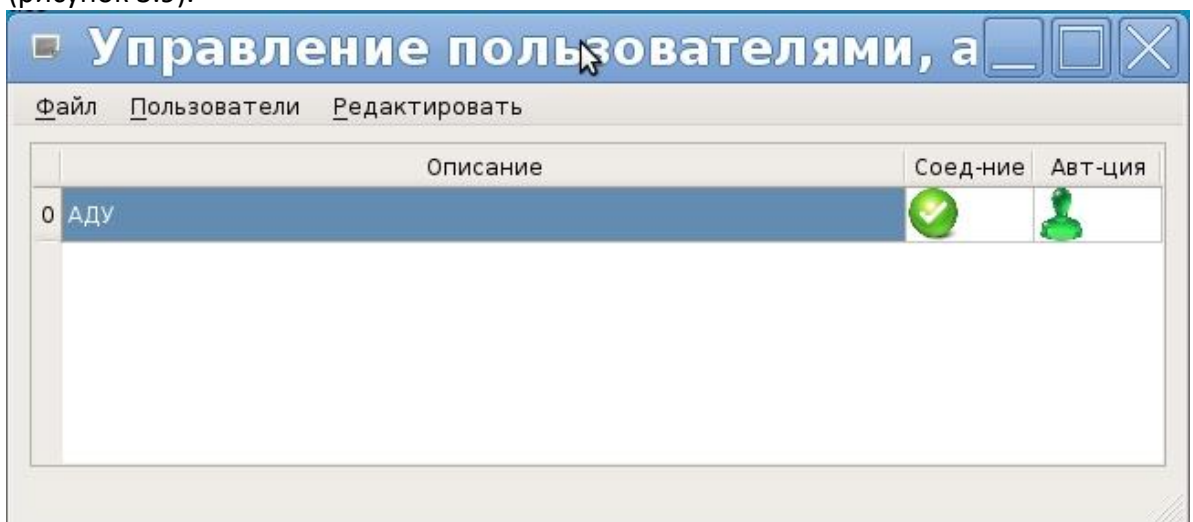 Управление пользователями, а
Файл Пользователи Редактировать
Описание Соед-ние Авт-ция
0 АДУ